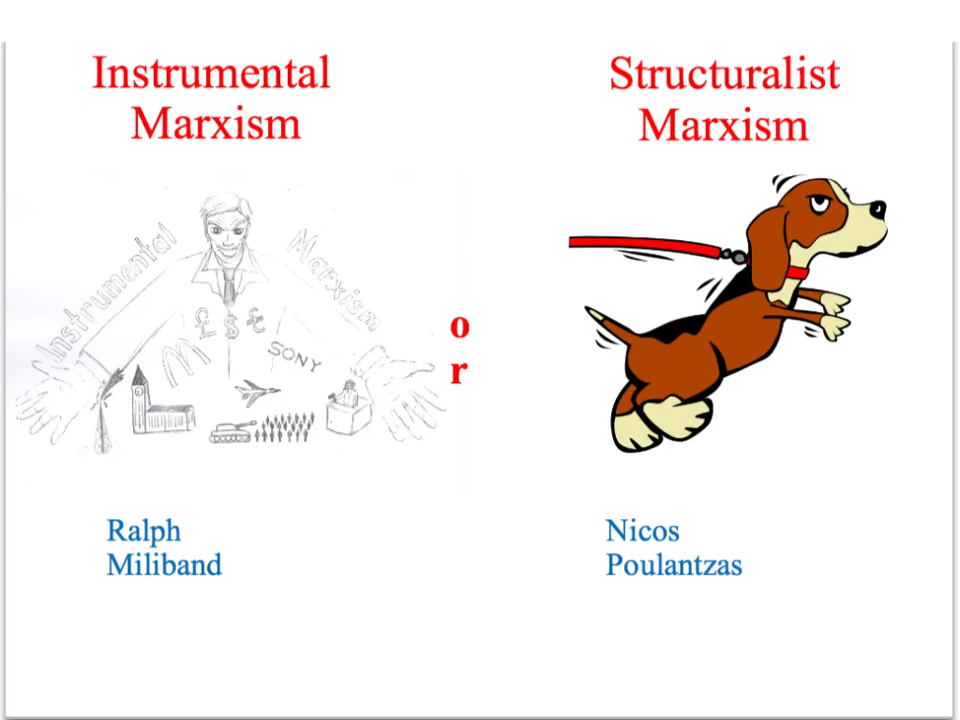 Instrumental
Marxism
Structuralist
Marxism
Instrumental
Marxism
£ $ €
SONY
o
r
Ralph
Miliband
Nicos
Poulantzas